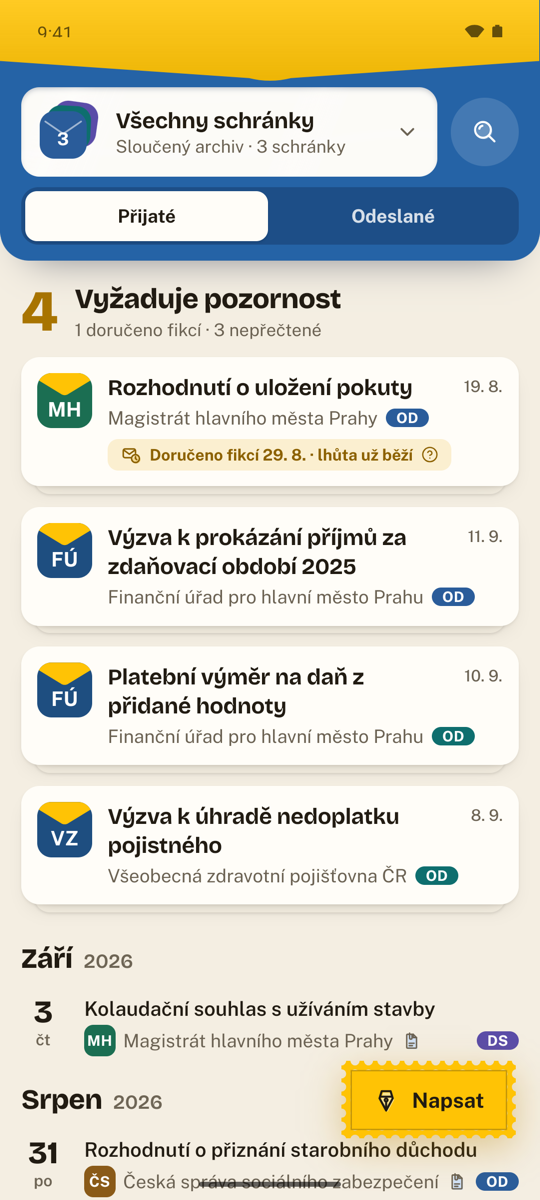 9:41
3
Všechny schránky
Sloučený archiv · 3 schránky
Přijaté
Odeslané
4
Vyžaduje pozornost
1 doručeno fikcí · 3 nepřečtené
MH
Rozhodnutí o uložení pokuty
19. 8.
Magistrát hlavního města Prahy OD
Doručeno fikcí 29. 8. · lhůta už běží ?
FÚ
Výzva k prokázání příjmů za
zdaňovací období 2025
11. 9.
Finanční úřad pro hlavní město Prahu OD
FÚ
Platební výměr na daň z
přidané hodnoty
10. 9.
Finanční úřad pro hlavní město Prahu OD
VZ
Výzva k úhradě nedoplatku
pojistného
8. 9.
Všeobecná zdravotní pojišťovna ČR OD
Září 2026
3
čt
Kolaudační souhlas s užíváním stavby
MH Magistrát hlavního města Prahy DS
Srpen 2026
Napsat
31
po
Rozhodnutí o přiznání starobního důchodu
ČS Česká správa sociálního zabezpečení OD